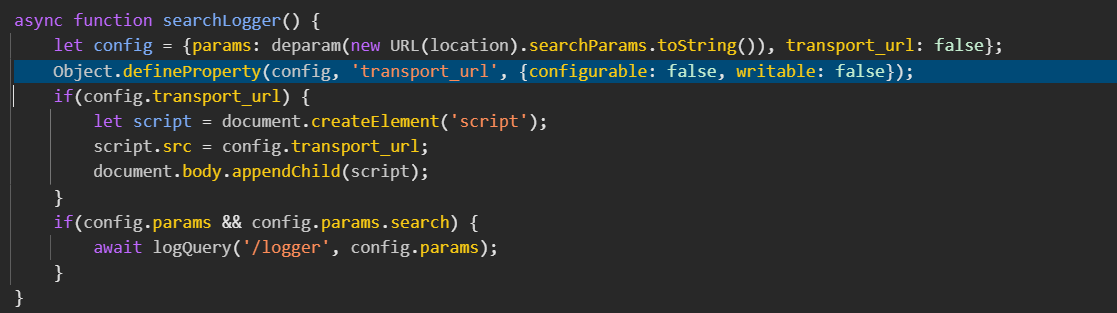 async function searchLogger() {
    let config = {params: deparam(new URL(location).searchParams.toString()), transport_url: false};
    Object.defineProperty(config, 'transport_url', {configurable: false, writable: false});
    if(config.transport_url) {
        let script = document.createElement('script');
        script.src = config.transport_url;
        document.body.appendChild(script);
    }
    if(config.params && config.params.search) {
        await logQuery('/logger', config.params);
    }
}